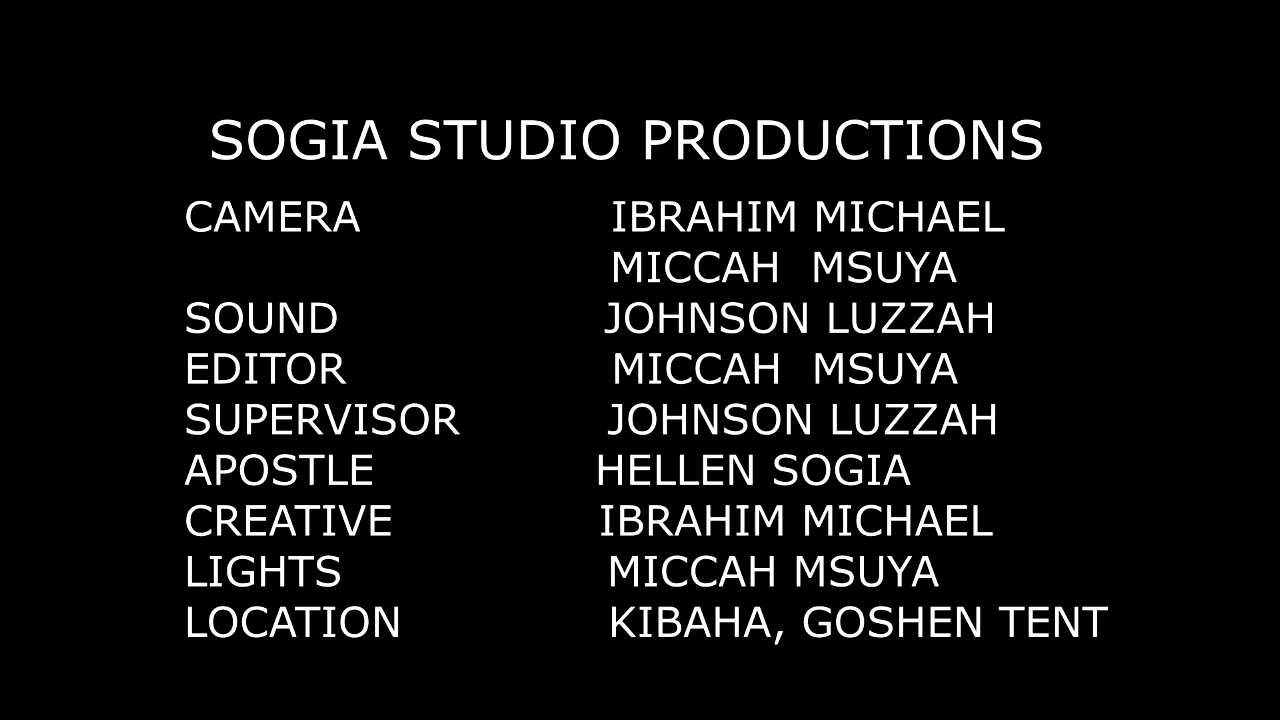 SOGIA STUDIO PRODUCTIONS
CAMERA IBRAHIM MICHAEL
MICCAH MSUYA
SOUND JOHNSON LUZZAH
EDITOR MICCAH MSUYA
SUPERVISOR JOHNSON LUZZAH
APOSTLE HELLEN SOGIA
CREATIVE IBRAHIM MICHAEL
LIGHTS MICCAH MSUYA
LOCATION KIBAHA, GOSHEN TENT